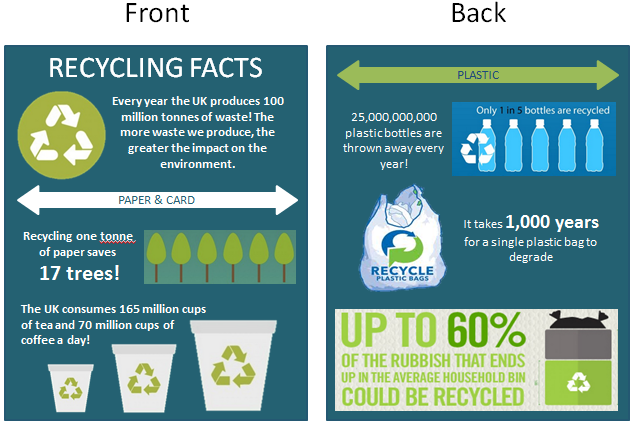 Front
RECYCLING FACTS
Every year the UK produces 100
million tonnes of waste! The
more waste we produce, the
greater the impact on the
environment.
PAPER & CARD
Recycling one tonne
of paper saves
17 trees!
The UK consumes 165 million cups
of tea and 70 million cups of
coffee a day!
Back
PLASTIC
25,000,000,000
plastic bottles are
thrown away every
year!
Only 1 in 5 bottles are recycled
RECYCLE
PLASTIC BAGS
It takes 1,000 years
for a single plastic bag to
degrade
UP TO 60%
OF THE RUBBISH THAT ENDS
UP IN THE AVERAGE HOUSEHOLD BIN
COULD BE RECYCLED